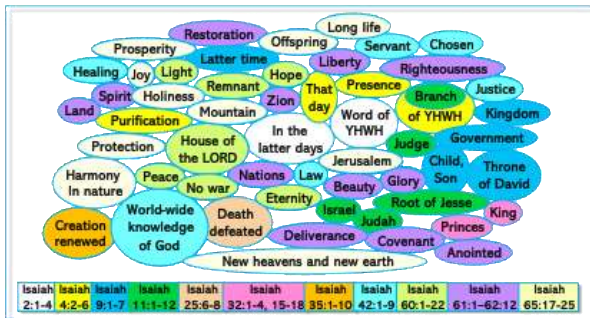 Long life
Restoration
Offspring
Prosperity
Servant
Chosen
Latter time
Liberty
Healing
Joy
Light
Hope
Righteousness
Remnant
That
day
Presence
Branch
of YHWH
Justice
Spirit
Holiness
Zion
Land
Mountain
Word of
YHWH
Kingdom
Purification
In the
latter days
Government
Protection
House of
the LORD
Judge
Jerusalem
Child,
Son
Throne
of David
Harmony
In nature
Peace
Nations
Law
Glory
No war
Beauty
Eternity
Root of Jesse
World-wide
knowledge
of God
Death
defeated
Israel
Judah
King
Creation
renewed
Princes
Deliverance
Covenant
Anointed
New heavens and new earth
Isaiah Isaiah Isaiah Isaiah Isaiah Isaiah Isaiah Isaiah Isaiah Isaiah Isaiah
2:1-4 4:2-6 9:1-7 11:1-12 25:6-8 32:1-4, 15-18 35:1-10 42:1-9 60:1-22 61:1–62:12 65:17-25